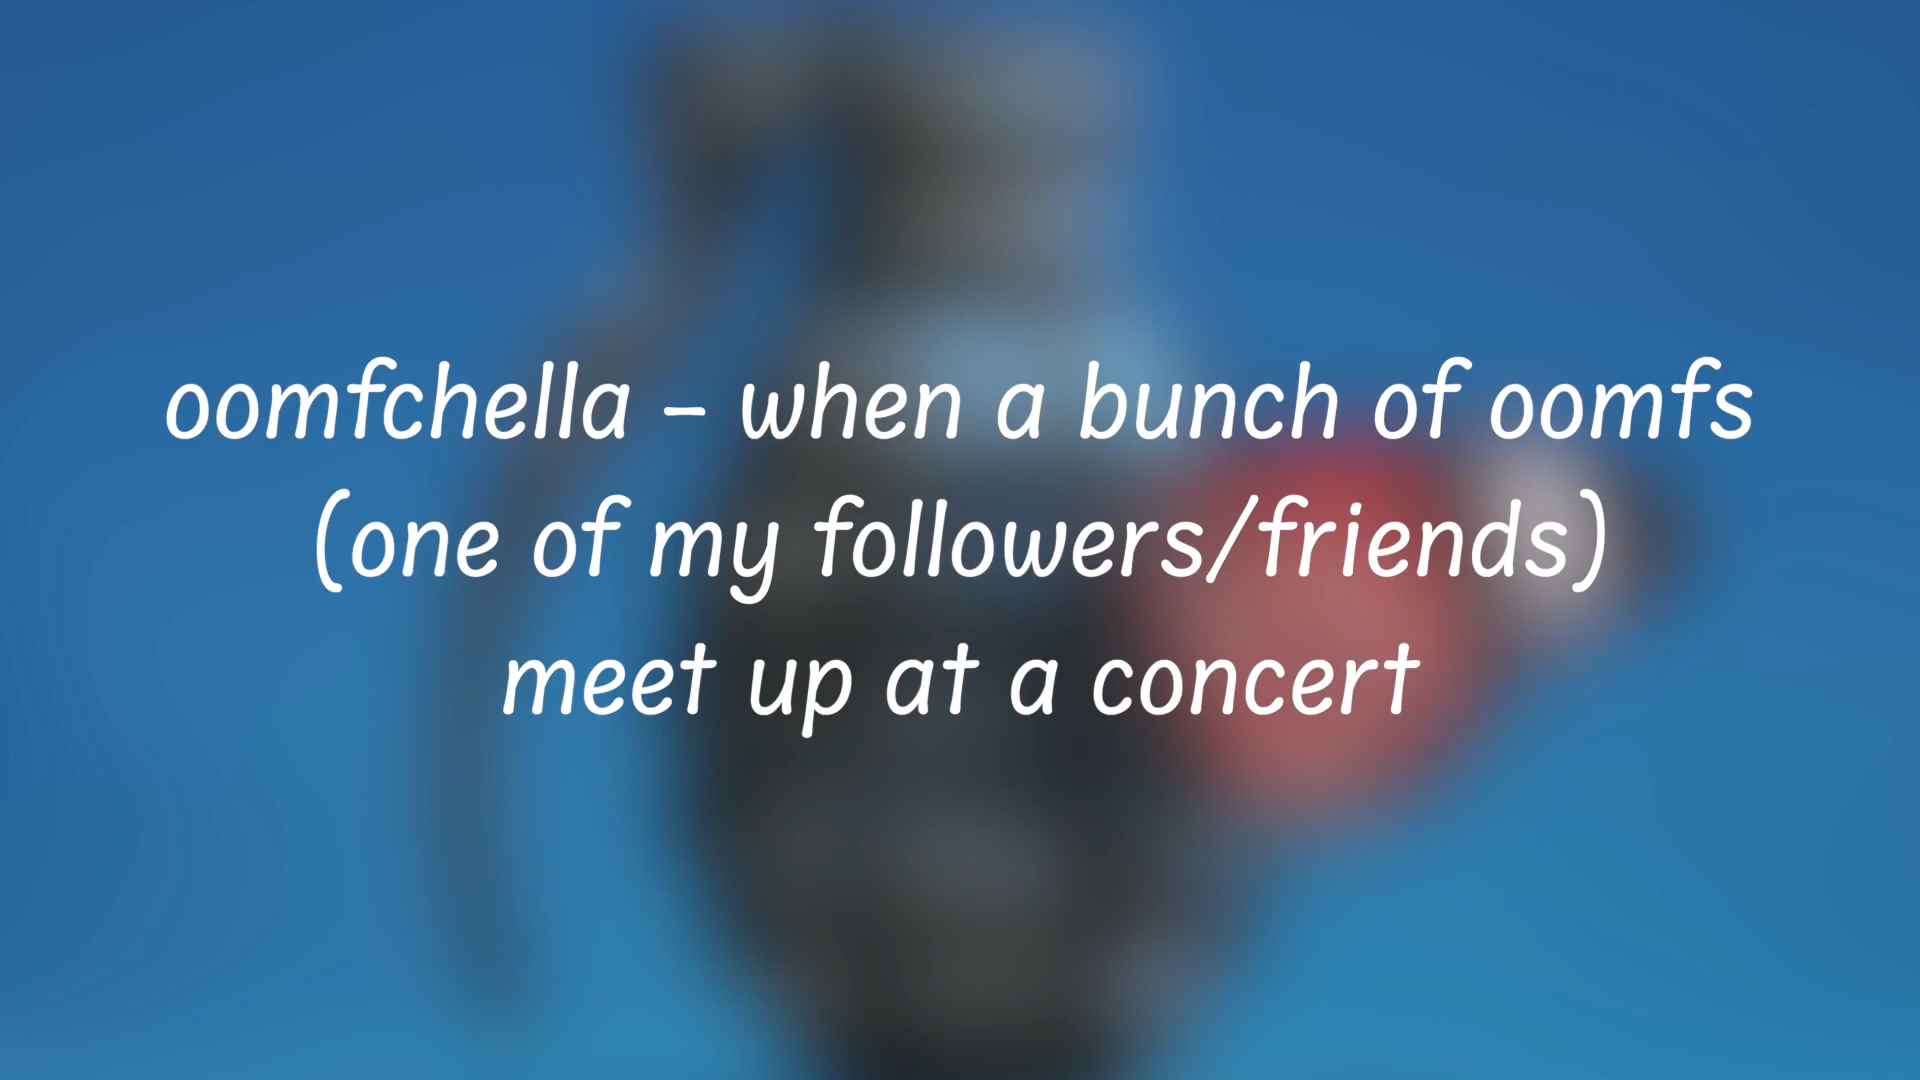 oomfchella – when a bunch of oomfs
(one of my followers/friends)
meet up at a concert